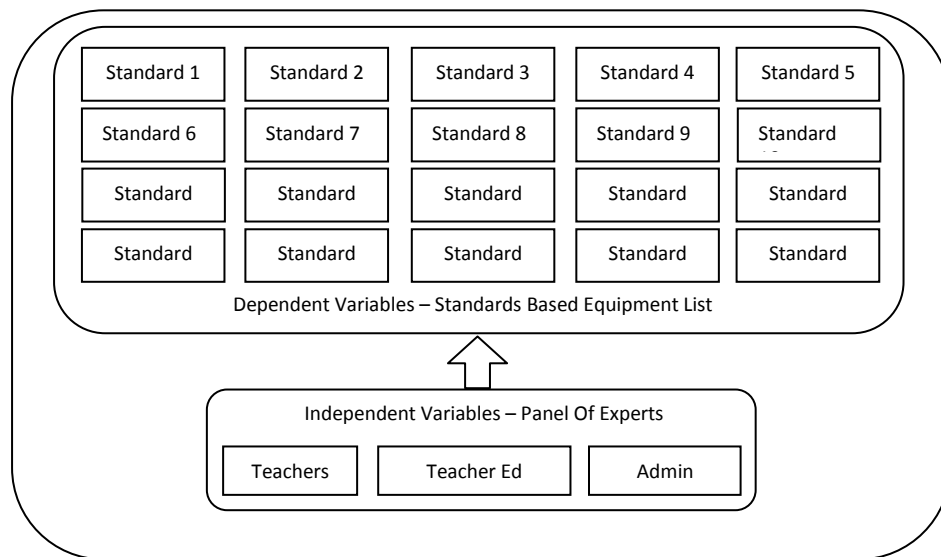 Standard 1
Standard 2
Standard 3
Standard 4
Standard 5
Standard 6
Standard 7
Standard 8
Standard 9
Standard
Standard
Standard
Standard
Standard
Standard
Standard
Standard
Standard
Standard
Standard
Dependent Variables – Standards Based Equipment List
Independent Variables – Panel Of Experts
Teachers
Teacher Ed
Admin